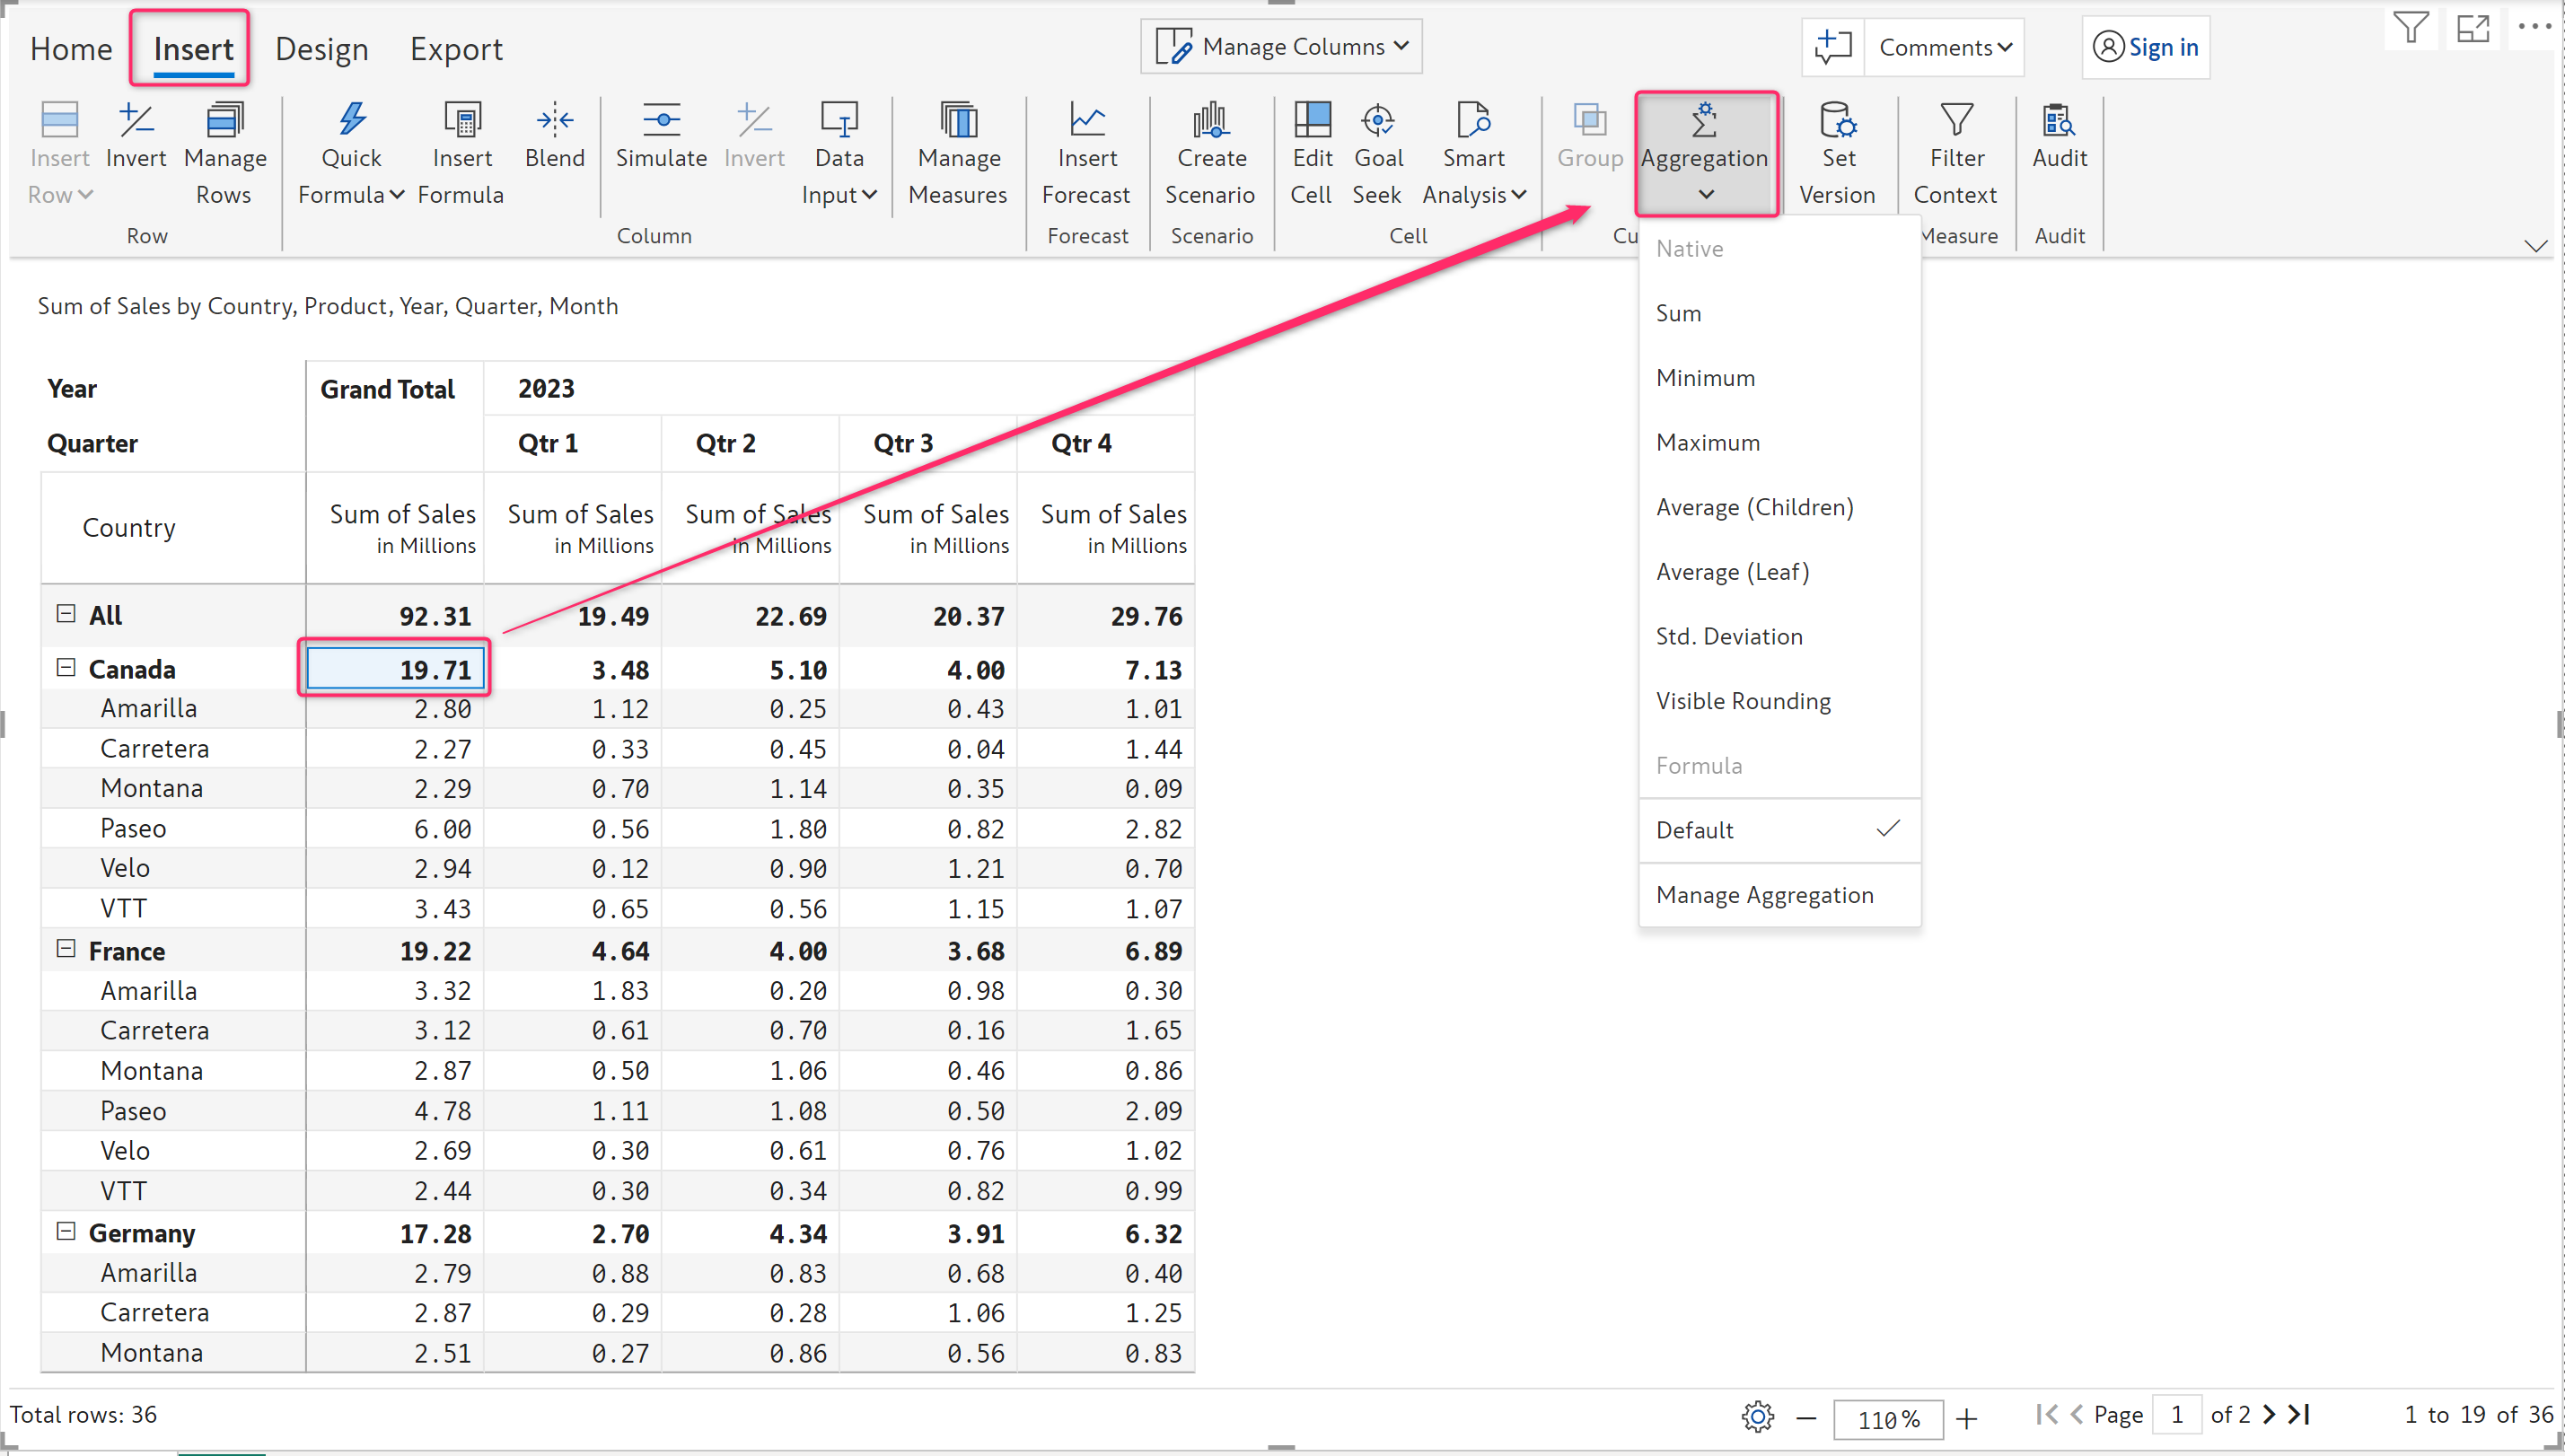 Home Insert Design Export Manage Columns Comments Sign in
Insert Row Invert Manage Rows Quick Formula Insert Formula Blend Simulate Invert Data Input Manage Measures Insert Forecast Create Scenario Edit Cell Goal Seek Smart Analysis Group Aggregation Set Version Filter Context Audit
Row Column Forecast Scenario Cell Cu Measure Audit
Native
Sum
Minimum
Maximum
Average (Children)
Average (Leaf)
Std. Deviation
Visible Rounding
Formula
Default
Manage Aggregation
Sum of Sales by Country, Product, Year, Quarter, Month
Year Grand Total 2023
Quarter Qtr 1 Qtr 2 Qtr 3 Qtr 4
Country Sum of Sales in Millions Sum of Sales in Millions Sum of Sales in Millions Sum of Sales in Millions Sum of Sales in Millions
All 92.31 19.49 22.69 20.37 29.76
Canada 19.71 3.48 5.10 4.00 7.13
Amarilla 2.80 1.12 0.25 0.43 1.01
Carretera 2.27 0.33 0.45 0.04 1.44
Montana 2.29 0.70 1.14 0.35 0.09
Paseo 6.00 0.56 1.80 0.82 2.82
Velo 2.94 0.12 0.90 1.21 0.70
VTT 3.43 0.65 0.56 1.15 1.07
France 19.22 4.64 4.00 3.68 6.89
Amarilla 3.32 1.83 0.20 0.98 0.30
Carretera 3.12 0.61 0.70 0.16 1.65
Montana 2.87 0.50 1.06 0.46 0.86
Paseo 4.78 1.11 1.08 0.50 2.09
Velo 2.69 0.30 0.61 0.76 1.02
VTT 2.44 0.30 0.34 0.82 0.99
Germany 17.28 2.70 4.34 3.91 6.32
Amarilla 2.79 0.88 0.83 0.68 0.40
Carretera 2.87 0.29 0.28 1.06 1.25
Montana 2.51 0.27 0.86 0.56 0.83
Total rows: 36 110% Page 1 of 2 1 to 19 of 36